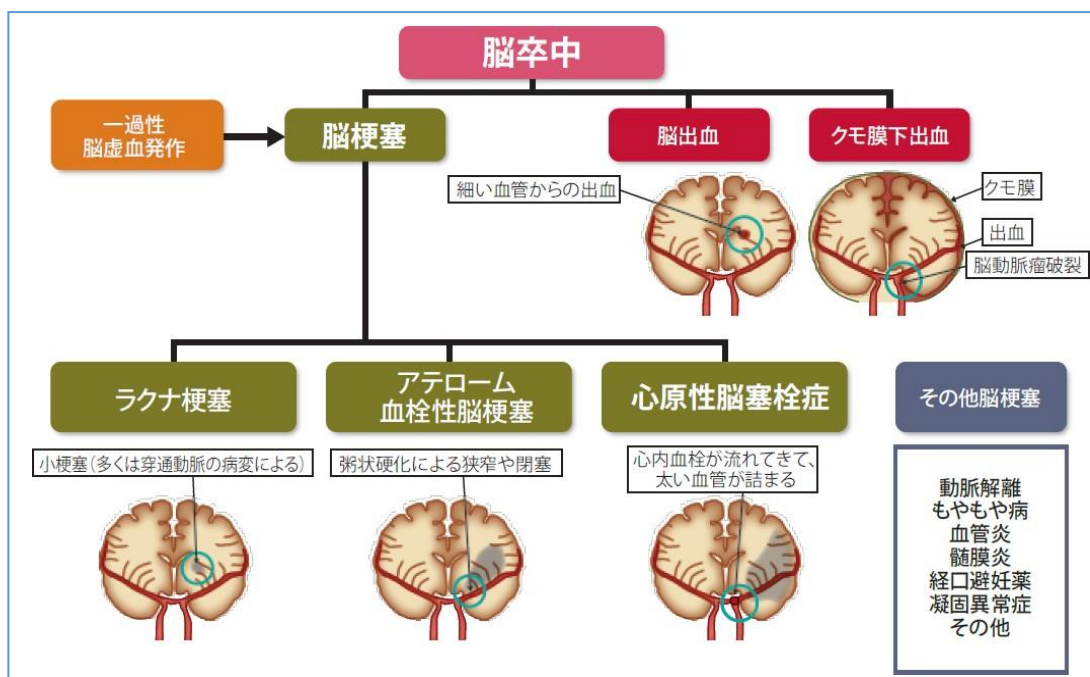 脳卒中
一過性
脳虚血発作
脳梗塞
脳出血
クモ膜下出血
細い血管からの出血
クモ膜
出血
脳動脈瘤破裂
ラクナ梗塞
アテローム
血栓性脳梗塞
心原性脳塞栓症
その他脳梗塞
小梗塞(多くは穿通動脈の病変による)
粥状硬化による狭窄や閉塞
心内血栓が流れてきて、
太い血管が詰まる
動脈解離
もやもや病
血管炎
髄膜炎
経口避妊薬
凝固異常症
その他